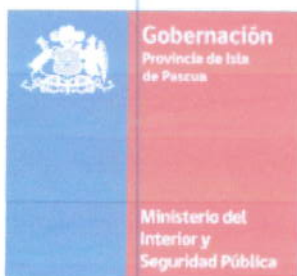 Gobernación
Provincia de Isla
de Pascua
Ministerio del
Interior y
Seguridad Pública